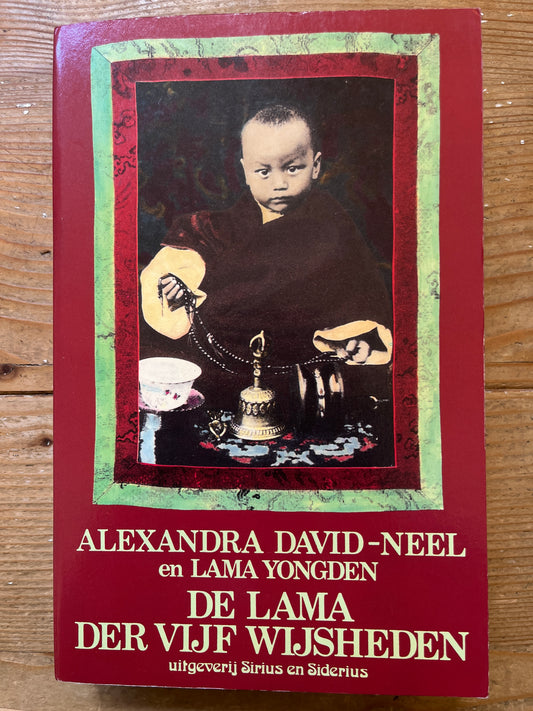 ALEXANDRA DAVID-NEEL
en LAMA YONGDEN
DE LAMA
DER VIJF WIJSHEDEN
uitgeverij Sirius en Siderius